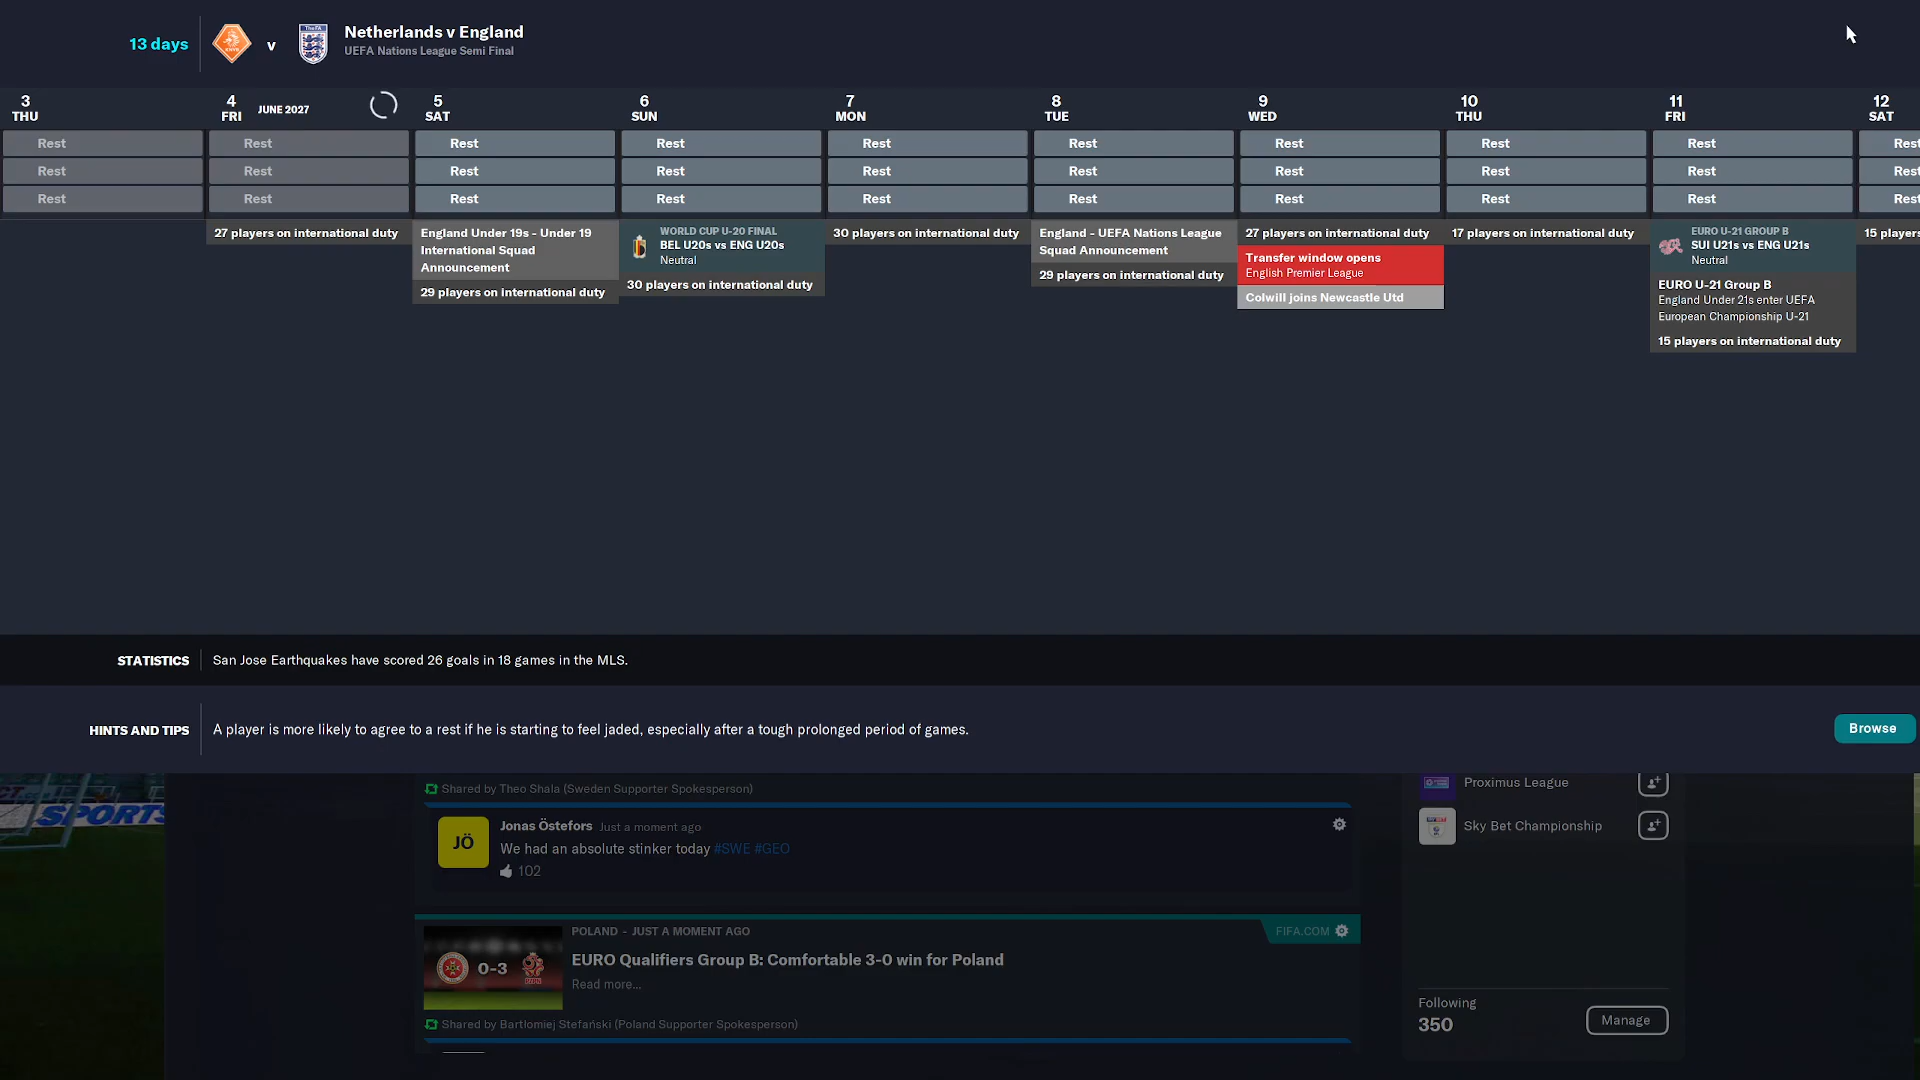 13 days
v
Netherlands v England
UEFA Nations League Semi Final
3
THU
4
FRI
JUNE 2027
5
SAT
6
SUN
7
MON
8
TUE
9
WED
10
THU
11
FRI
12
SAT
Rest Rest Rest Rest Rest Rest Rest Rest Rest Rest
Rest Rest Rest Rest Rest Rest Rest Rest Rest Rest
Rest Rest Rest Rest Rest Rest Rest Rest Rest Rest
27 players on international duty
England Under 19s - Under 19
International Squad
Announcement
29 players on international duty
WORLD CUP U-20 FINAL
BEL U20s vs ENG U20s
Neutral
30 players on international duty
30 players on international duty
England - UEFA Nations League
Squad Announcement
29 players on international duty
27 players on international duty
Transfer window opens
English Premier League
Colwill joins Newcastle Utd
17 players on international duty
EURO U-21 GROUP B
SUI U21s vs ENG U21s
Neutral
EURO U-21 Group B
England Under 21s enter UEFA
European Championship U-21
15 players on international duty
15 players
STATISTICS
San Jose Earthquakes have scored 26 goals in 18 games in the MLS.
HINTS AND TIPS
A player is more likely to agree to a rest if he is starting to feel jaded, especially after a tough prolonged period of games.
Browse
SPORTS
Shared by Theo Shala (Sweden Supporter Spokesperson)
JÖ
Jonas Östefors Just a moment ago
We had an absolute stinker today #SWE #GEO
102
POLAND - JUST A MOMENT AGO
FIFA.COM
0-3
EURO Qualifiers Group B: Comfortable 3-0 win for Poland
Read more...
Shared by Bartłomiej Stefański (Poland Supporter Spokesperson)
Proximus League
Sky Bet Championship
Following
350
Manage